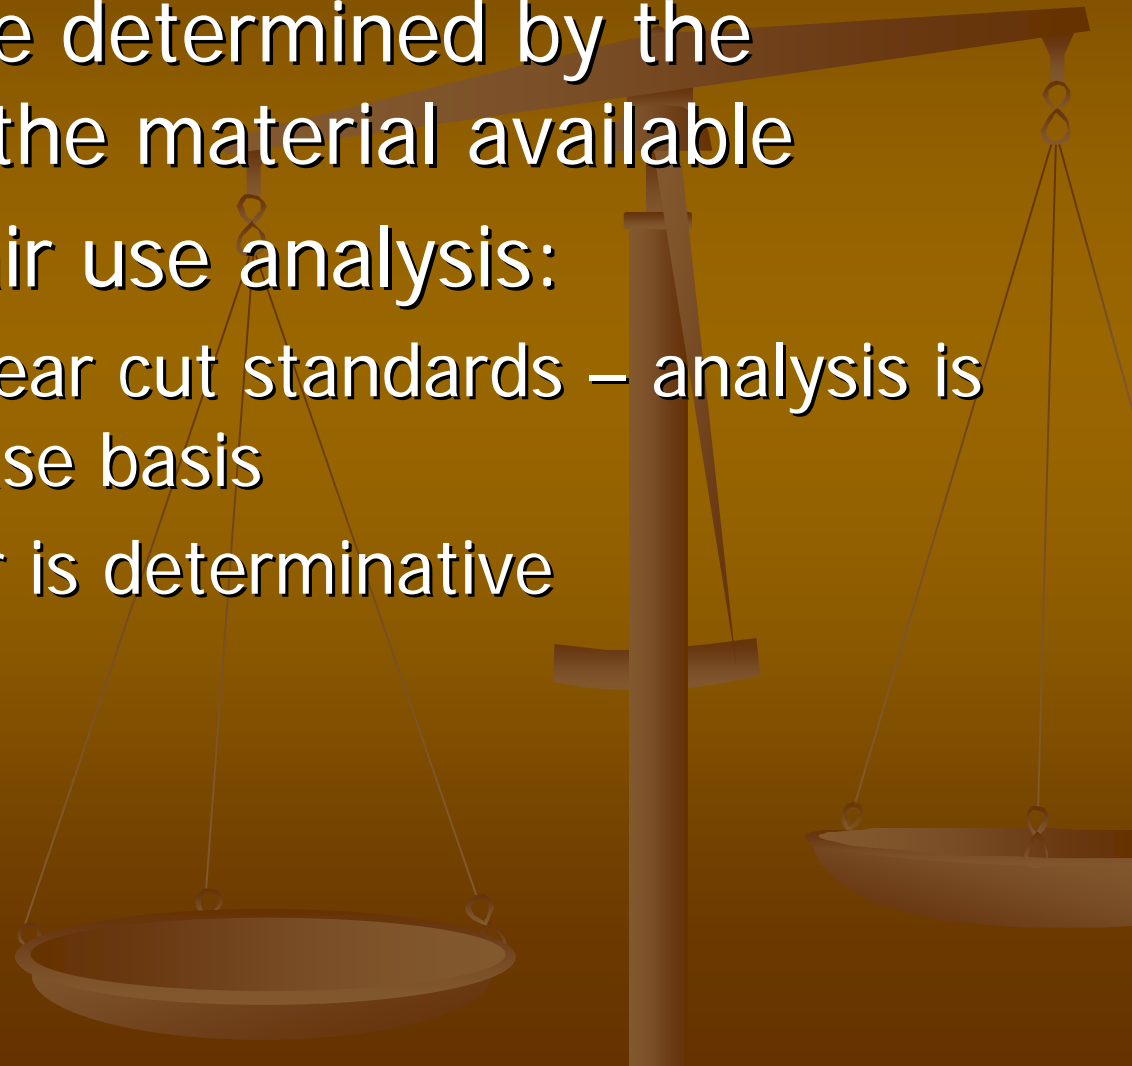 e determined by the
the material available
ir use analysis:
ear cut standards – analysis is
se basis
r is determinative